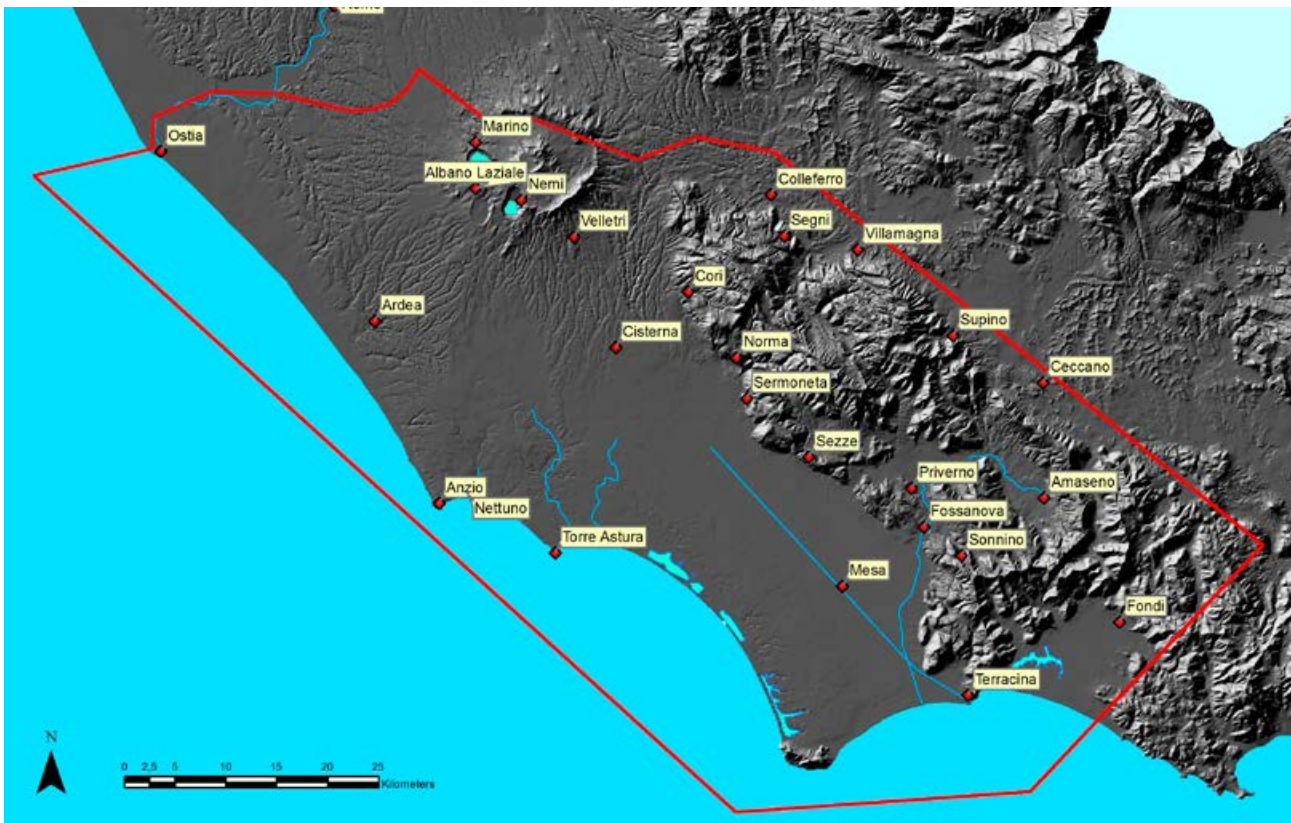 Ostia
Marino
Albano Laziale
Nemi
Colleferro
Segni
Velletri
Villamagna
Cori
Ardea
Cisterna
Supino
Norma
Ceccano
Sermoneta
Sezze
Priverno
Anzio
Nettuno
Amaseno
Fossanova
Torre Astura
Sonnino
Mesa
Fondi
Terracina
N
0 2,5 5 10 15 20 25
Kilometers